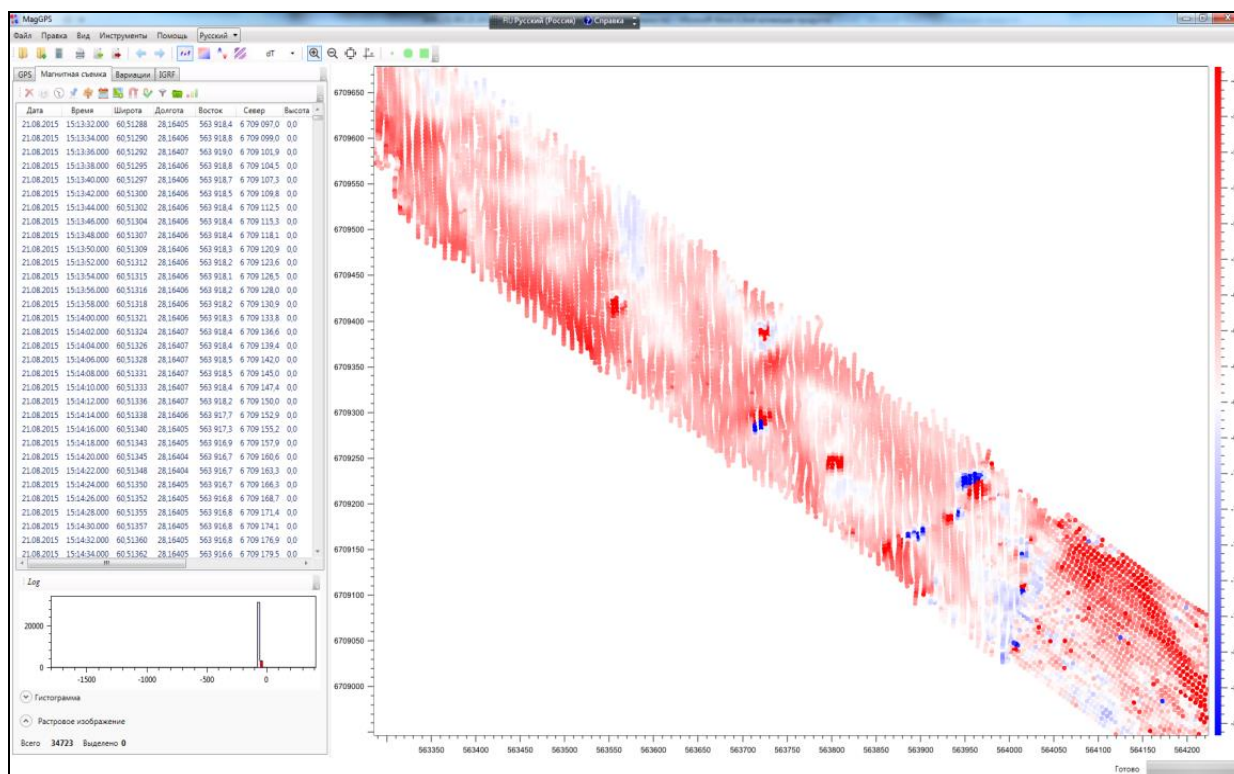 MagGPS
RU Русский (Россия) Справка
Файл Правка Вид Инструменты Помощь Русский
dT
GPS Магнитная съемка Вариации IGRF
Дата Время Широта Долгота Восток Север Высота
21.08.2015 15:13:32.000 60,51288 28,16405 563 918,4 6 709 097,0 0,0
21.08.2015 15:13:34.000 60,51290 28,16406 563 918,8 6 709 099,0 0,0
21.08.2015 15:13:36.000 60,51292 28,16407 563 919,0 6 709 101,9 0,0
21.08.2015 15:13:38.000 60,51295 28,16406 563 918,8 6 709 104,5 0,0
21.08.2015 15:13:40.000 60,51297 28,16406 563 918,7 6 709 107,3 0,0
21.08.2015 15:13:42.000 60,51300 28,16406 563 918,5 6 709 109,8 0,0
21.08.2015 15:13:44.000 60,51302 28,16406 563 918,4 6 709 112,5 0,0
21.08.2015 15:13:46.000 60,51304 28,16406 563 918,4 6 709 115,3 0,0
21.08.2015 15:13:48.000 60,51307 28,16406 563 918,4 6 709 118,1 0,0
21.08.2015 15:13:50.000 60,51309 28,16406 563 918,3 6 709 120,9 0,0
21.08.2015 15:13:52.000 60,51312 28,16406 563 918,2 6 709 123,6 0,0
21.08.2015 15:13:54.000 60,51315 28,16406 563 918,1 6 709 126,5 0,0
21.08.2015 15:13:56.000 60,51316 28,16406 563 918,2 6 709 128,0 0,0
21.08.2015 15:13:58.000 60,51318 28,16406 563 918,2 6 709 130,9 0,0
21.08.2015 15:14:00.000 60,51321 28,16406 563 918,3 6 709 133,8 0,0
21.08.2015 15:14:02.000 60,51324 28,16407 563 918,4 6 709 136,6 0,0
21.08.2015 15:14:04.000 60,51326 28,16407 563 918,4 6 709 139,4 0,0
21.08.2015 15:14:06.000 60,51328 28,16407 563 918,5 6 709 142,0 0,0
21.08.2015 15:14:08.000 60,51331 28,16407 563 918,5 6 709 145,0 0,0
21.08.2015 15:14:10.000 60,51333 28,16407 563 918,4 6 709 147,4 0,0
21.08.2015 15:14:12.000 60,51336 28,16407 563 918,2 6 709 150,0 0,0
21.08.2015 15:14:14.000 60,51338 28,16406 563 917,7 6 709 152,9 0,0
21.08.2015 15:14:16.000 60,51340 28,16405 563 917,3 6 709 155,2 0,0
21.08.2015 15:14:18.000 60,51343 28,16405 563 916,9 6 709 157,9 0,0
21.08.2015 15:14:20.000 60,51345 28,16404 563 916,7 6 709 160,6 0,0
21.08.2015 15:14:22.000 60,51348 28,16404 563 916,7 6 709 163,3 0,0
21.08.2015 15:14:24.000 60,51350 28,16405 563 916,7 6 709 166,3 0,0
21.08.2015 15:14:26.000 60,51352 28,16405 563 916,8 6 709 168,7 0,0
21.08.2015 15:14:28.000 60,51355 28,16405 563 916,8 6 709 171,4 0,0
21.08.2015 15:14:30.000 60,51357 28,16405 563 916,8 6 709 174,1 0,0
21.08.2015 15:14:32.000 60,51360 28,16405 563 916,8 6 709 176,9 0,0
21.08.2015 15:14:34.000 60,51362 28,16405 563 916,6 6 709 179,5 0,0
Log
20000
0
-1500 -1000 -500 0
Гистограмма
Растровое изображение
Всего 34723 Выделено 0
6709650
6709600
6709550
6709500
6709450
6709400
6709350
6709300
6709250
6709200
6709150
6709100
6709050
6709000
563350 563400 563450 563500 563550 563600 563650 563700 563750 563800 563850 563900 563950 564000 564050 564100 564150 564200
Готово